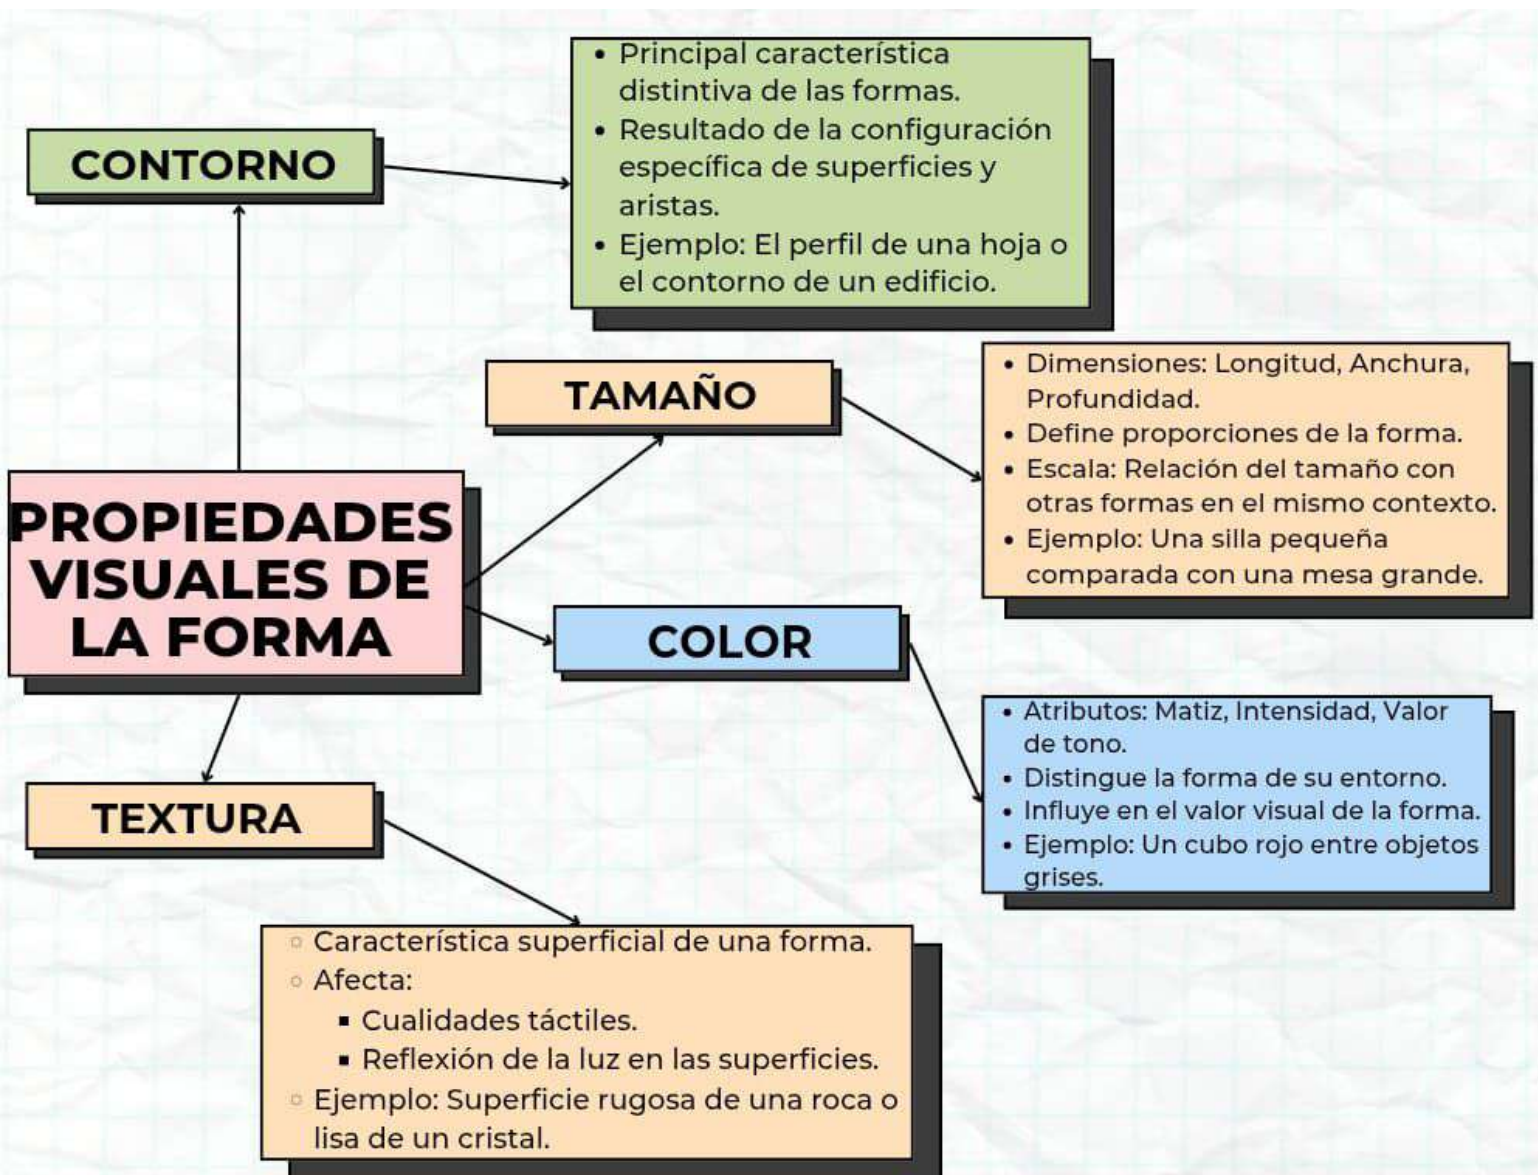 CONTORNO
• Principal característica
distintiva de las formas.
• Resultado de la configuración
específica de superficies y
aristas.
• Ejemplo: El perfil de una hoja o
el contorno de un edificio.
TAMAÑO
• Dimensiones: Longitud, Anchura,
Profundidad.
• Define proporciones de la forma.
• Escala: Relación del tamaño con
otras formas en el mismo contexto.
• Ejemplo: Una silla pequeña
comparada con una mesa grande.
PROPIEDADES
VISUALES DE
LA FORMA
COLOR
• Atributos: Matiz, Intensidad, Valor
de tono.
• Distingue la forma de su entorno.
• Influye en el valor visual de la forma.
• Ejemplo: Un cubo rojo entre objetos
grises.
TEXTURA
◦ Característica superficial de una forma.
◦ Afecta:
▪ Cualidades táctiles.
▪ Reflexión de la luz en las superficies.
◦ Ejemplo: Superficie rugosa de una roca o
lisa de un cristal.